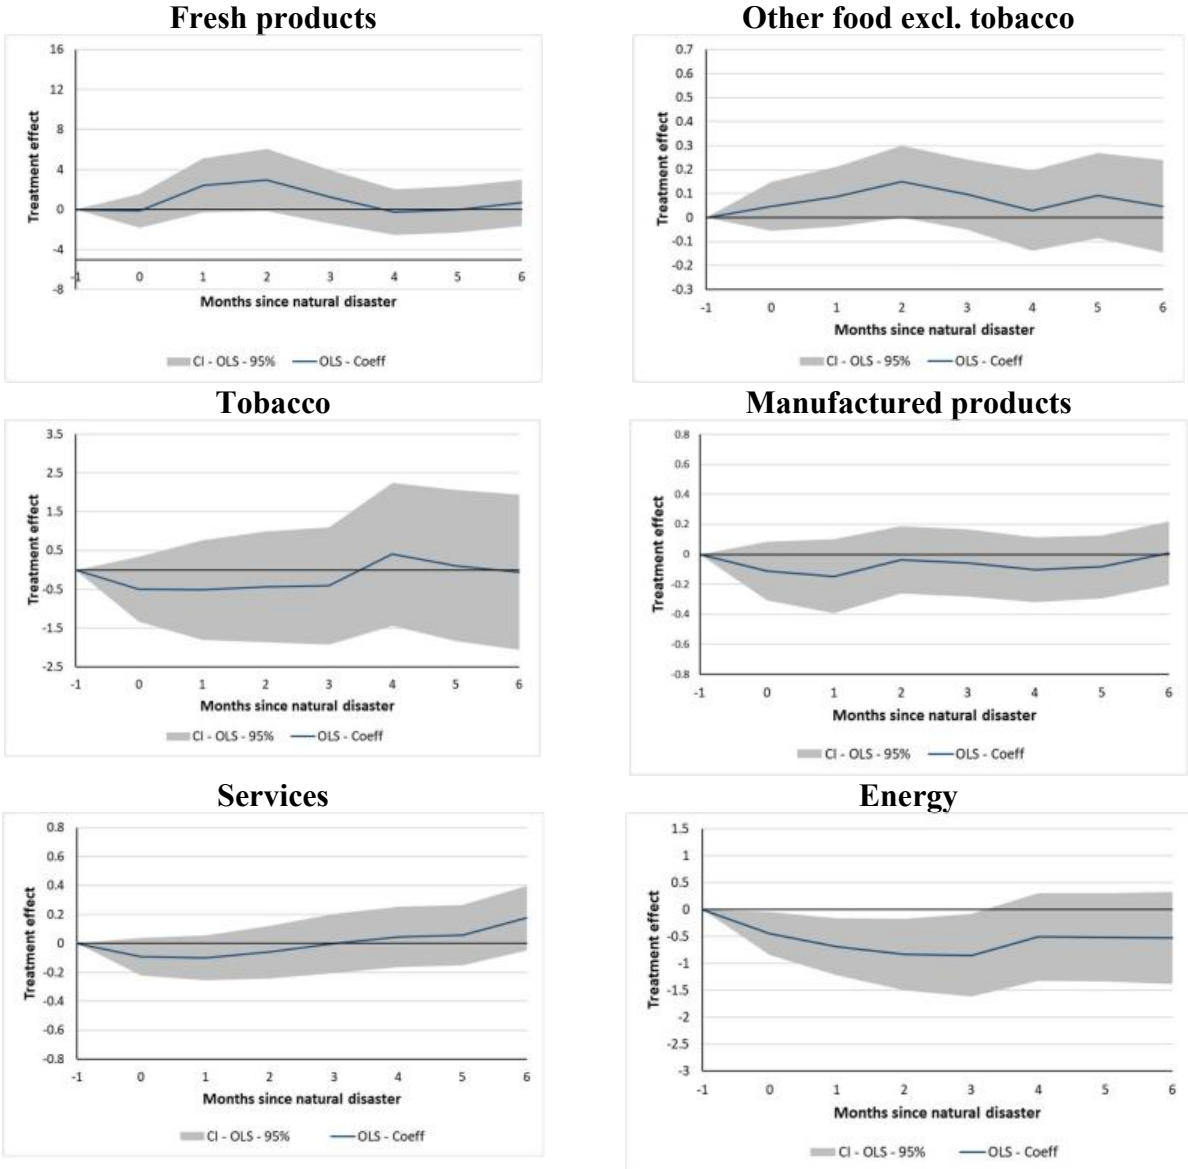 Fresh products
16
12
8
4
0
-4
-8
Treatment effect
-1 0 1 2 3 4 5 6
Months since natural disaster
CI - OLS - 95% OLS - Coeff
Other food excl. tobacco
0.7
0.6
0.5
0.4
0.3
0.2
0.1
0
-0.1
-0.2
-0.3
Treatment effect
-1 0 1 2 3 4 5 6
Months since natural disaster
CI - OLS - 95% OLS - Coeff
Tobacco
3.5
2.5
1.5
0.5
-0.5
-1.5
-2.5
Treatment effect
-1 0 1 2 3 4 5 6
Months since natural disaster
CI - OLS - 95% OLS - Coeff
Manufactured products
0.8
0.6
0.4
0.2
0
-0.2
-0.4
-0.6
-0.8
Treatment effect
-1 0 1 2 3 4 5 6
Months since natural disaster
CI - OLS - 95% OLS - Coeff
Services
0.8
0.6
0.4
0.2
0
-0.2
-0.4
-0.6
-0.8
Treatment effect
-1 0 1 2 3 4 5 6
Months since natural disaster
CI - OLS - 95% OLS - Coeff
Energy
1.5
1
0.5
0
-0.5
-1
-1.5
-2
-2.5
-3
Treatment effect
-1 0 1 2 3 4 5 6
Months since natural disaster
CI - OLS - 95% OLS - Coeff